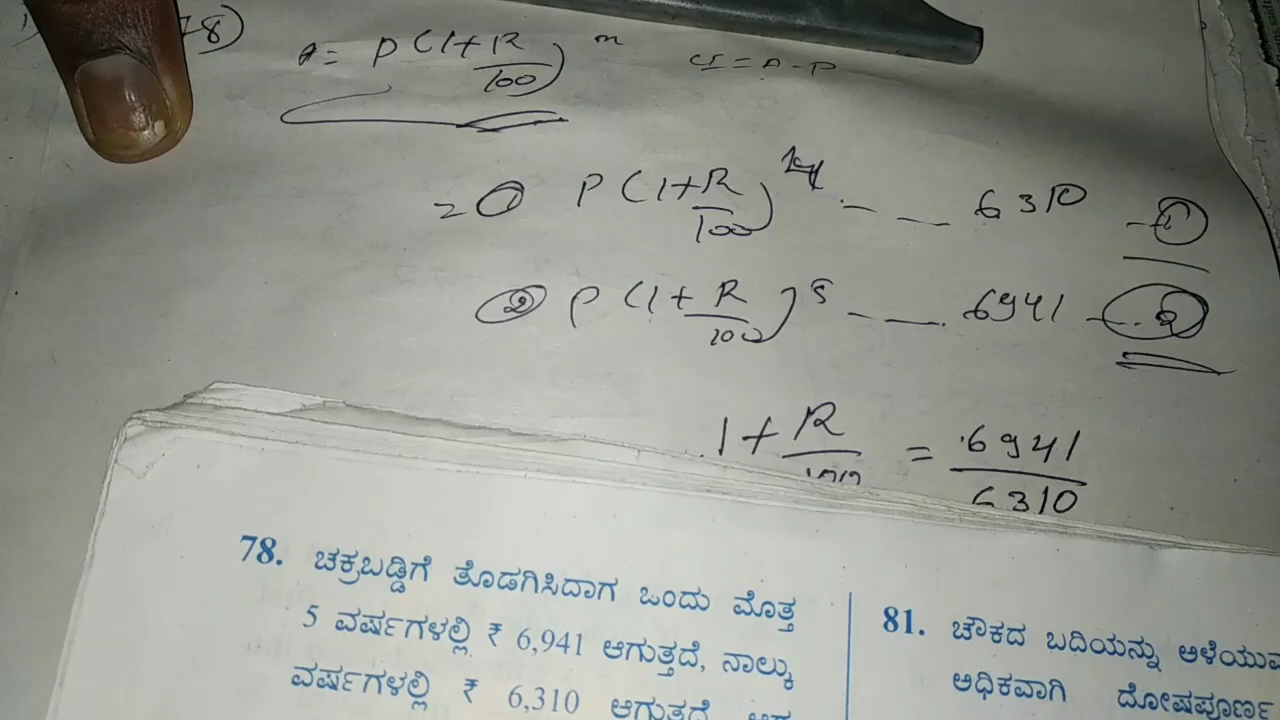 78)
A = P(1+R/100)^n CI = A-P
= ① P(1+R/100)^4 - - - 6310 - ①
② P(1+R/100)^5 - - - 6941 - - ②
1+R/100 = 6941/6310
78. ಚಕ್ರಬಡ್ಡಿಗೆ ತೊಡಗಿಸಿದಾಗ ಒಂದು ಮೊತ್ತ
5 ವರ್ಷಗಳಲ್ಲಿ ₹ 6,941 ಆಗುತ್ತದೆ, ನಾಲ್ಕು
ವರ್ಷಗಳಲ್ಲಿ ₹ 6,310 ಆಗುತ್ತದೆ
81. ಚೌಕದ ಬದಿಯನ್ನು
ಅಧಿಕವಾಗಿ ದೋಷಪೂರ್ಣ